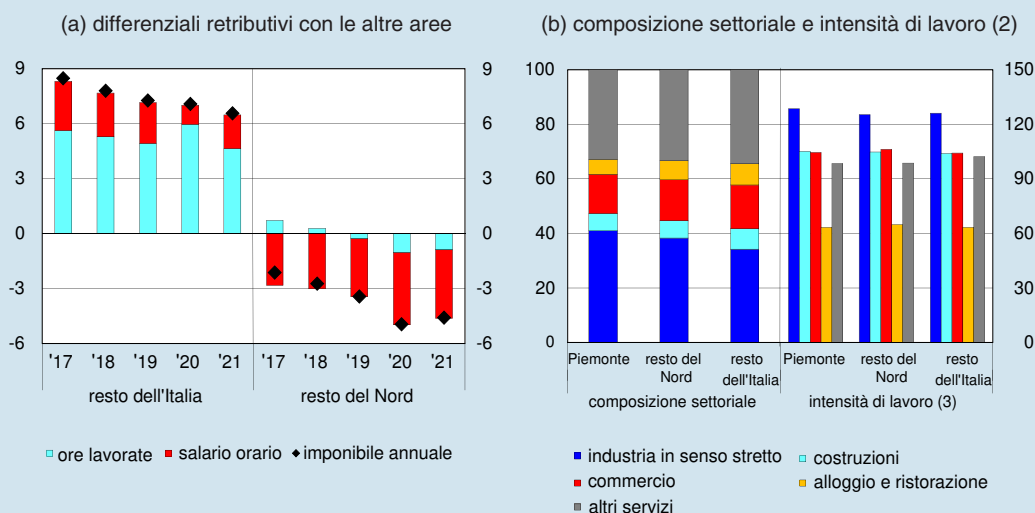 (a) differenziali retributivi con le altre aree
9
6
3
0
-3
-6
9
6
3
0
-3
-6
'17 '18 '19 '20 '21 '17 '18 '19 '20 '21
resto dell'Italia resto del Nord
ore lavorate salario orario imponibile annuale
(b) composizione settoriale e intensità di lavoro (2)
100
80
60
40
20
0
150
120
90
60
30
0
Piemonte resto del Nord resto dell'Italia Piemonte resto del Nord resto dell'Italia
composizione settoriale intensità di lavoro (3)
industria in senso stretto costruzioni
commercio alloggio e ristorazione
altri servizi